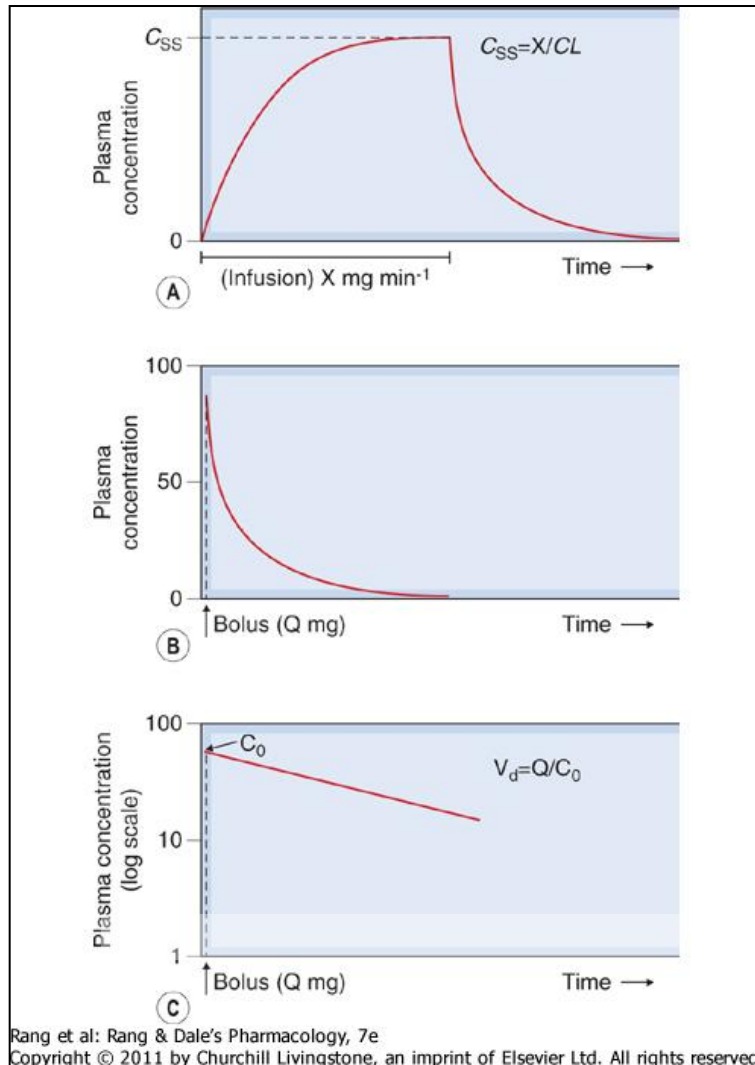 C_SS
C_SS=X/CL
Plasma
concentration
0
(Infusion) X mg min⁻¹
Time →
A
100
Plasma
concentration
50
0
↑Bolus (Q mg)
Time →
B
100
C₀
V_d=Q/C₀
Plasma concentration
(log scale)
10
1
↑Bolus (Q mg)
Time →
C
Rang et al: Rang & Dale's Pharmacology, 7e
Copyright © 2011 by Churchill Livingstone, an imprint of Elsevier Ltd. All rights reserved